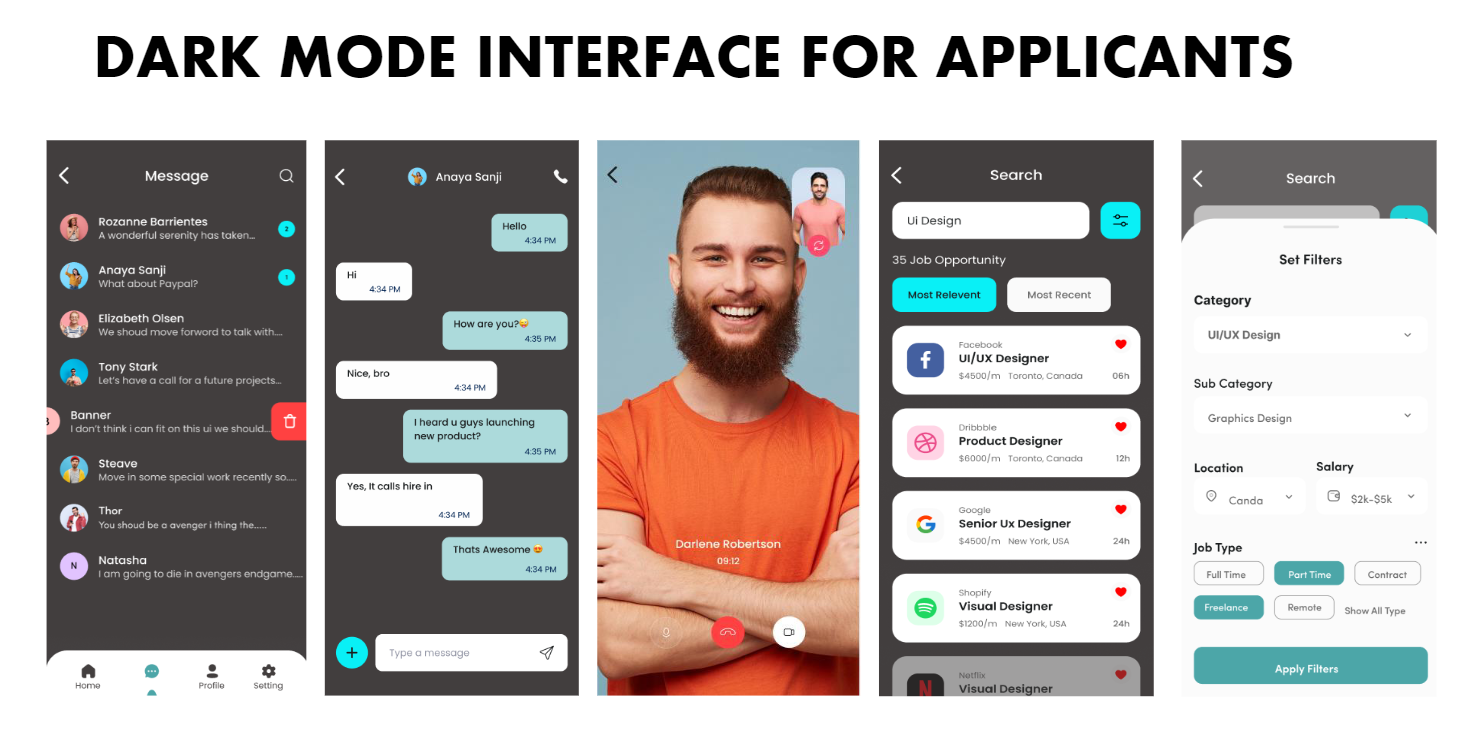 DARK MODE INTERFACE FOR APPLICANTS
Message
Rozanne Barrientes
A wonderful serenity has taken...
2
Anaya Sanji
What about Paypal?
1
Elizabeth Olsen
We shoud move forword to talk with....
Tony Stark
Let's have a call for a future projects...
Banner
I don't think i can fit on this ui we should...
Steave
Move in some special work recently so.....
Thor
You shoud be a avenger i thing the......
N
Natasha
I am going to die in avengers endgame....
Home
Profile
Setting
Anaya Sanji
Hello
4:34 PM
Hi
4:34 PM
How are you?😅
4:35 PM
Nice, bro
4:34 PM
I heard u guys launching
new product?
4:35 PM
Yes, It calls hire in
4:34 PM
Thats Awesome 😍
4:34 PM
Type a message
Darlene Robertson
09:12
Search
Ui Design
35 Job Opportunity
Most Relevent
Most Recent
Facebook
UI/UX Designer
$4500/m Toronto, Canada 06h
Dribbble
Product Designer
$6000/m Toronto, Canada 12h
Google
Senior Ux Designer
$4500/m New York, USA 24h
Shopify
Visual Designer
$1200/m New York, USA 24h
Netflix
Visual Designer
Search
Set Filters
Category
UI/UX Design
Sub Category
Graphics Design
Location Salary
Canda $2k-$5k
Job Type ...
Full Time Part Time Contract
Freelance Remote Show All Type
Apply Filters